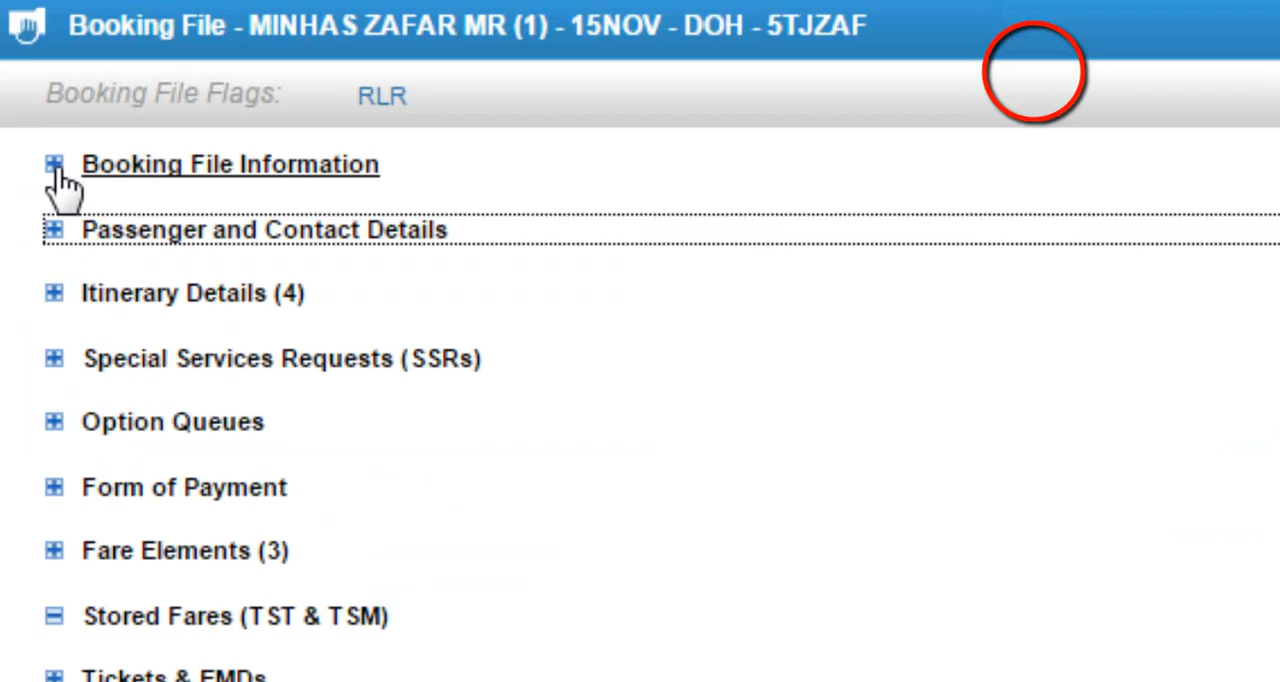 Booking File - MINHAS ZAFAR MR (1) - 15NOV - DOH - 5TJZAF
Booking File Flags: RLR
Booking File Information
Passenger and Contact Details
Itinerary Details (4)
Special Services Requests (SSRs)
Option Queues
Form of Payment
Fare Elements (3)
Stored Fares (TST & TSM)
Tickets & EMDs